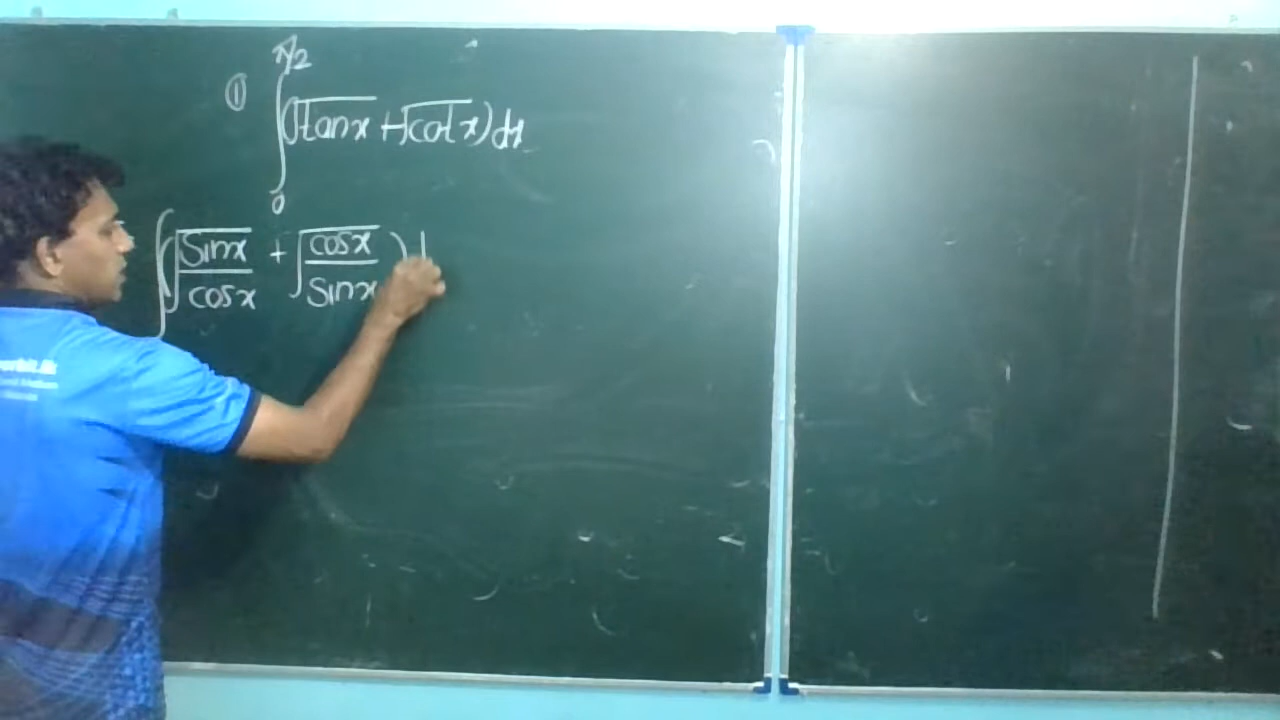 ① ∫₀^{π/2} (√tanx + √cotx) dx
∫(√(sinx/cosx) + √(cosx/sinx))